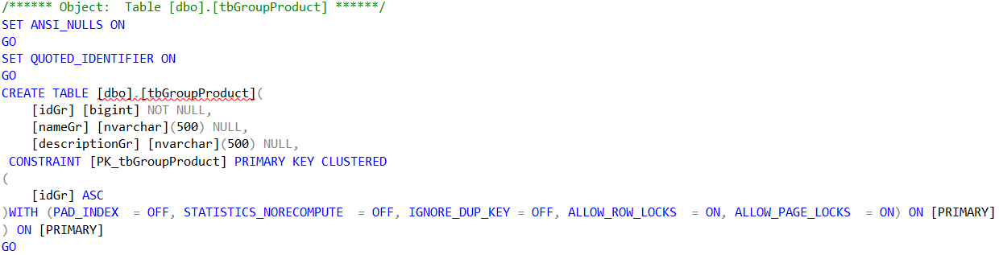 /****** Object:  Table [dbo].[tbGroupProduct] ******/
SET ANSI_NULLS ON
GO
SET QUOTED_IDENTIFIER ON
GO
CREATE TABLE [dbo].[tbGroupProduct](
    [idGr] [bigint] NOT NULL,
    [nameGr] [nvarchar](500) NULL,
    [descriptionGr] [nvarchar](500) NULL,
 CONSTRAINT [PK_tbGroupProduct] PRIMARY KEY CLUSTERED
(
    [idGr] ASC
)WITH (PAD_INDEX  = OFF, STATISTICS_NORECOMPUTE  = OFF, IGNORE_DUP_KEY = OFF, ALLOW_ROW_LOCKS  = ON, ALLOW_PAGE_LOCKS  = ON) ON [PRIMARY]
) ON [PRIMARY]
GO